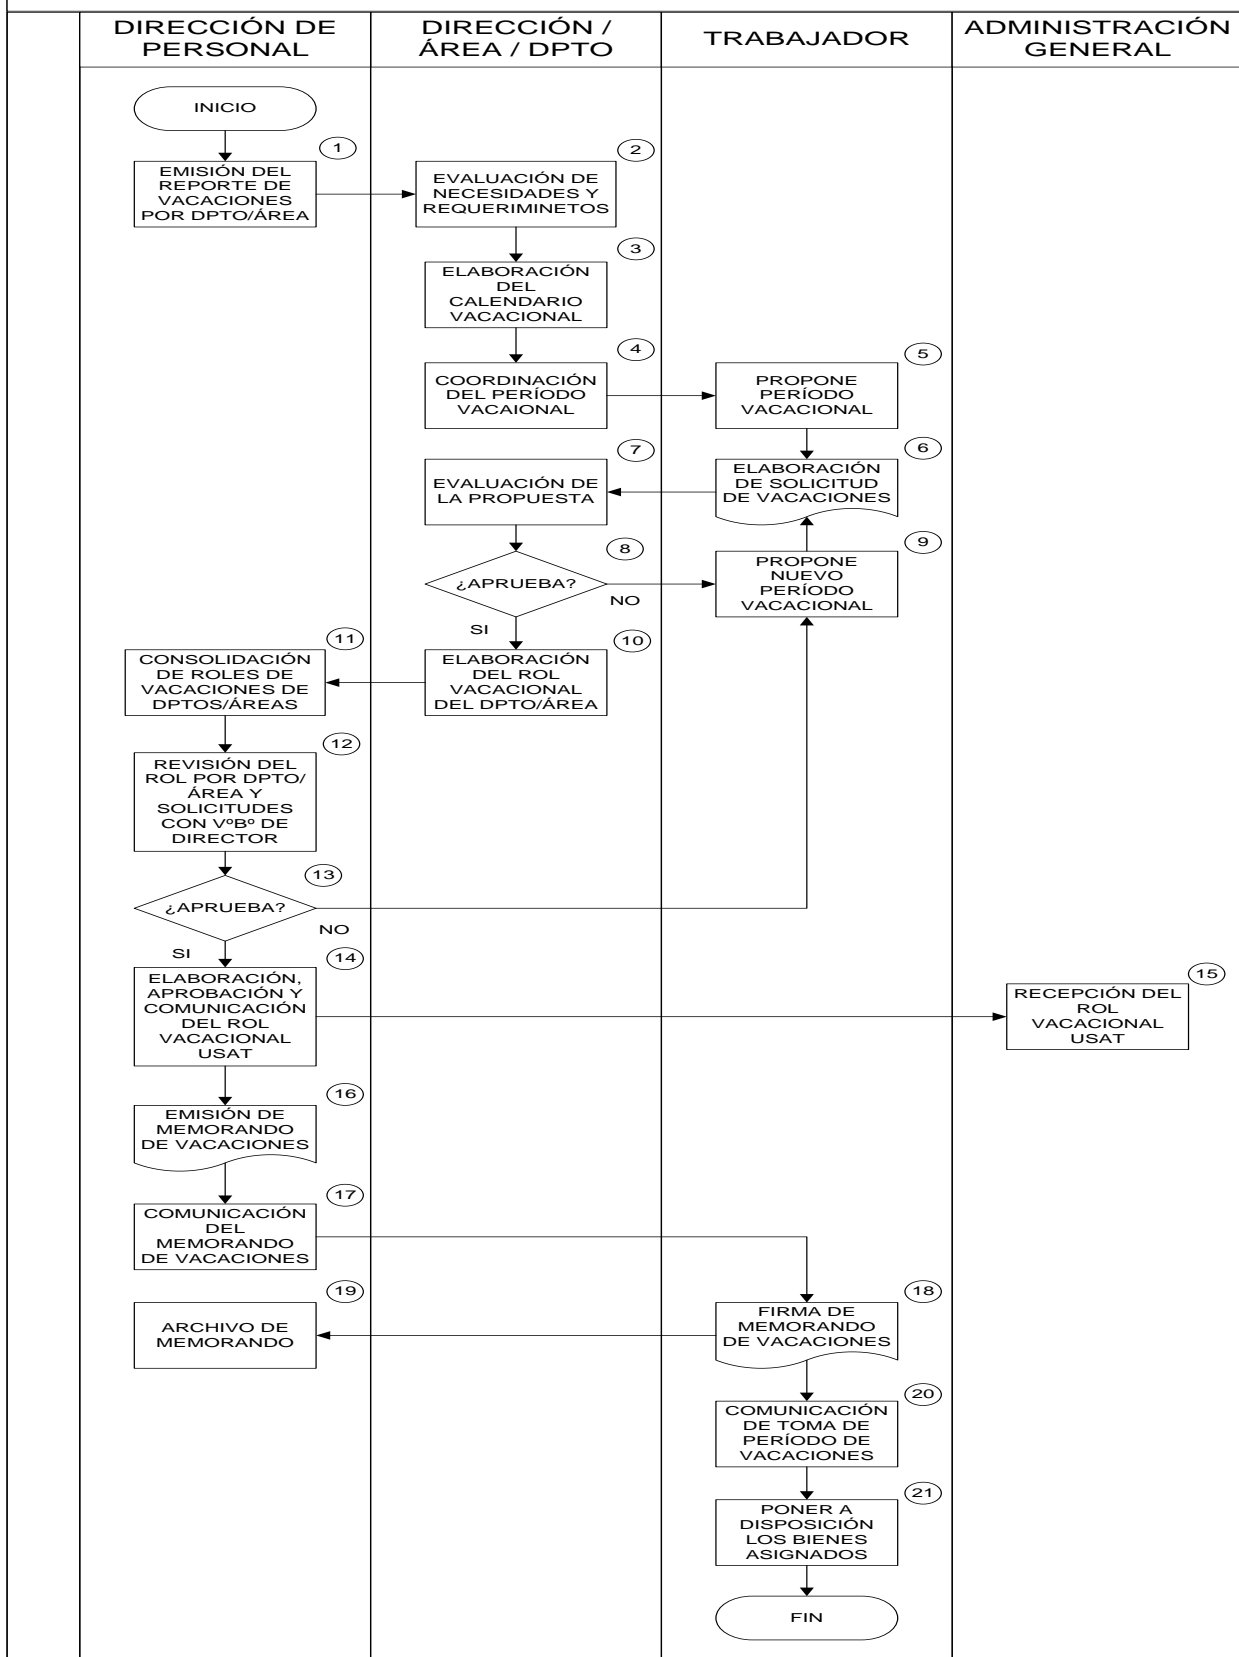 DIRECCIÓN DE
PERSONAL
DIRECCIÓN /
ÁREA / DPTO
TRABAJADOR
ADMINISTRACIÓN
GENERAL
INICIO
1
EMISIÓN DEL
REPORTE DE
VACACIONES
POR DPTO/ÁREA
2
EVALUACIÓN DE
NECESIDADES Y
REQUERIMINETOS
3
ELABORACIÓN
DEL
CALENDARIO
VACACIONAL
4
COORDINACIÓN
DEL PERÍODO
VACAIONAL
5
PROPONE
PERÍODO
VACACIONAL
6
ELABORACIÓN
DE SOLICITUD
DE VACACIONES
7
EVALUACIÓN DE
LA PROPUESTA
8
¿APRUEBA?
NO
SI
9
PROPONE
NUEVO
PERÍODO
VACACIONAL
10
ELABORACIÓN
DEL ROL
VACACIONAL
DEL DPTO/ÁREA
11
CONSOLIDACIÓN
DE ROLES DE
VACACIONES DE
DPTOS/ÁREAS
12
REVISIÓN DEL
ROL POR DPTO/
ÁREA Y
SOLICITUDES
CON VºBº DE
DIRECTOR
13
¿APRUEBA?
NO
SI
14
ELABORACIÓN,
APROBACIÓN Y
COMUNICACIÓN
DEL ROL
VACACIONAL
USAT
15
RECEPCIÓN DEL
ROL
VACACIONAL
USAT
16
EMISIÓN DE
MEMORANDO
DE VACACIONES
17
COMUNICACIÓN
DEL
MEMORANDO
DE VACACIONES
18
FIRMA DE
MEMORANDO
DE VACACIONES
19
ARCHIVO DE
MEMORANDO
20
COMUNICACIÓN
DE TOMA DE
PERÍODO DE
VACACIONES
21
PONER A
DISPOSICIÓN
LOS BIENES
ASIGNADOS
FIN